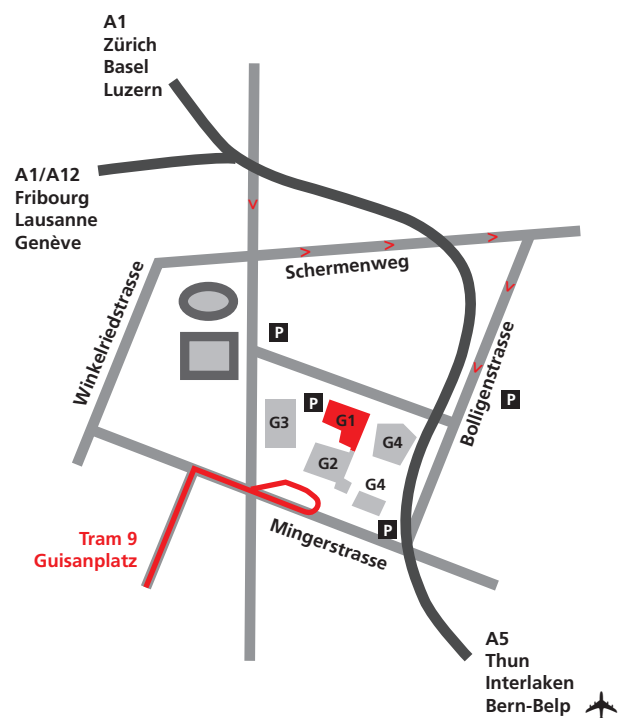 A1
Zürich
Basel
Luzern
A1/A12
Fribourg
Lausanne
Genève
Schermenweg
Winkelriedstrasse
P
Bolligenstrasse
P
P
G1
G3
G4
G2
G4
P
Mingerstrasse
Tram 9
Guisanplatz
A5
Thun
Interlaken
Bern-Belp